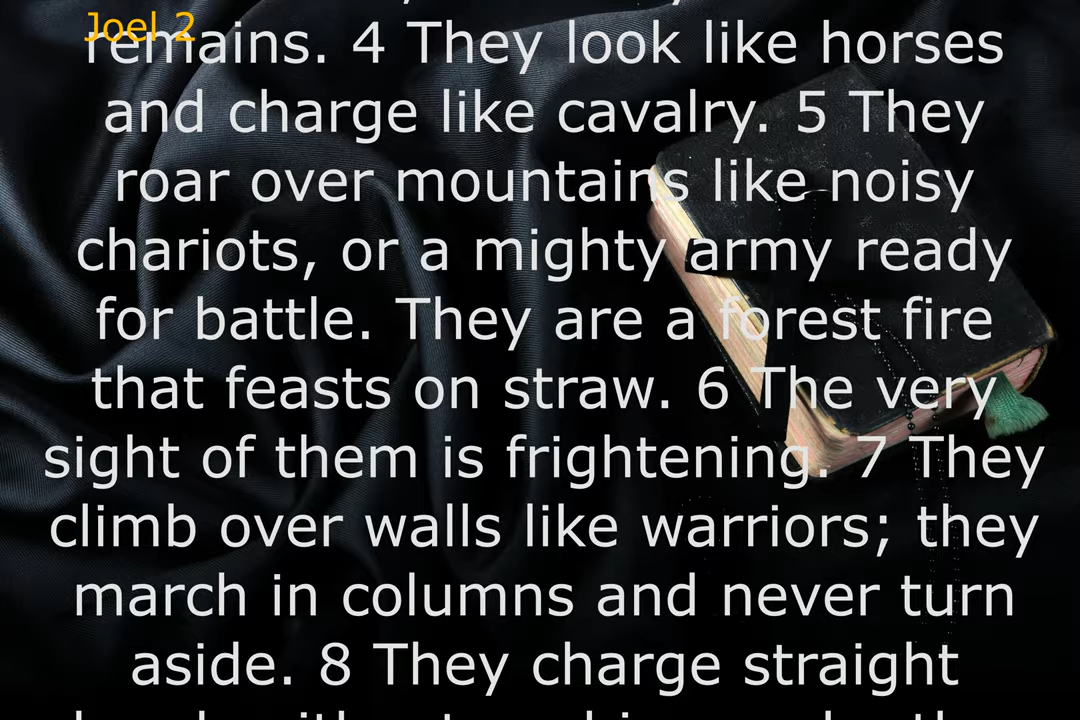 Joel 2
remains. 4 They look like horses
and charge like cavalry. 5 They
roar over mountains like noisy
chariots, or a mighty army ready
for battle. They are a forest fire
that feasts on straw. 6 The very
sight of them is frightening. 7 They
climb over walls like warriors; they
march in columns and never turn
aside. 8 They charge straight